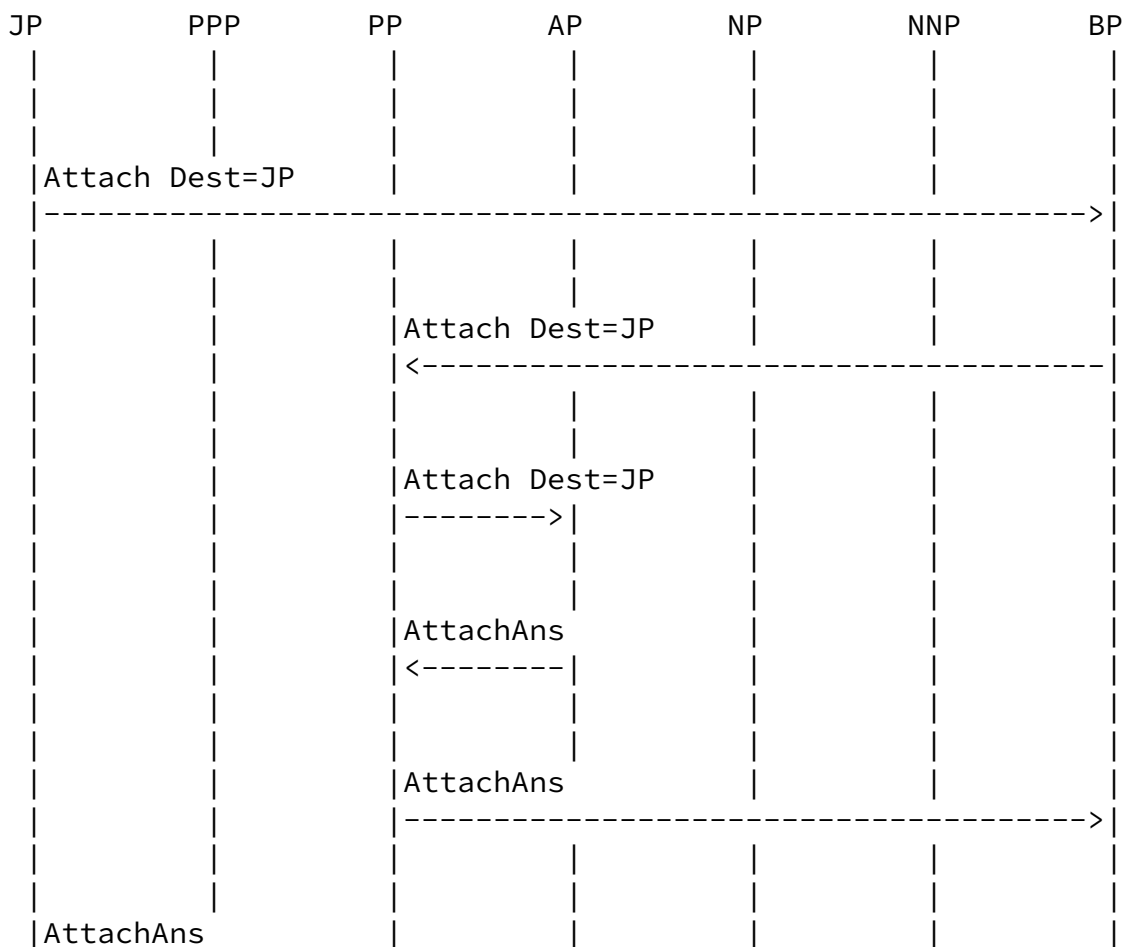 JP PPP PP AP NP NNP BP
| | | | | | |
| | | | | | |
| | | | | | |
|Attach Dest=JP | | | | |
|---------------------------------------------------------->|
| | | | | | |
| | | | | | |
| | |Attach Dest=JP | | |
| | |<--------------------------------------|
| | | | | | |
| | | | | | |
| | |Attach Dest=JP | | |
| | |-------->| | | |
| | | | | | |
| | | | | | |
| | |AttachAns | | |
| | |<--------| | | |
| | | | | | |
| | | | | | |
| | |AttachAns | | |
| | |-------------------------------------->|
| | | | | | |
| | | | | | |
|AttachAns | | | | |